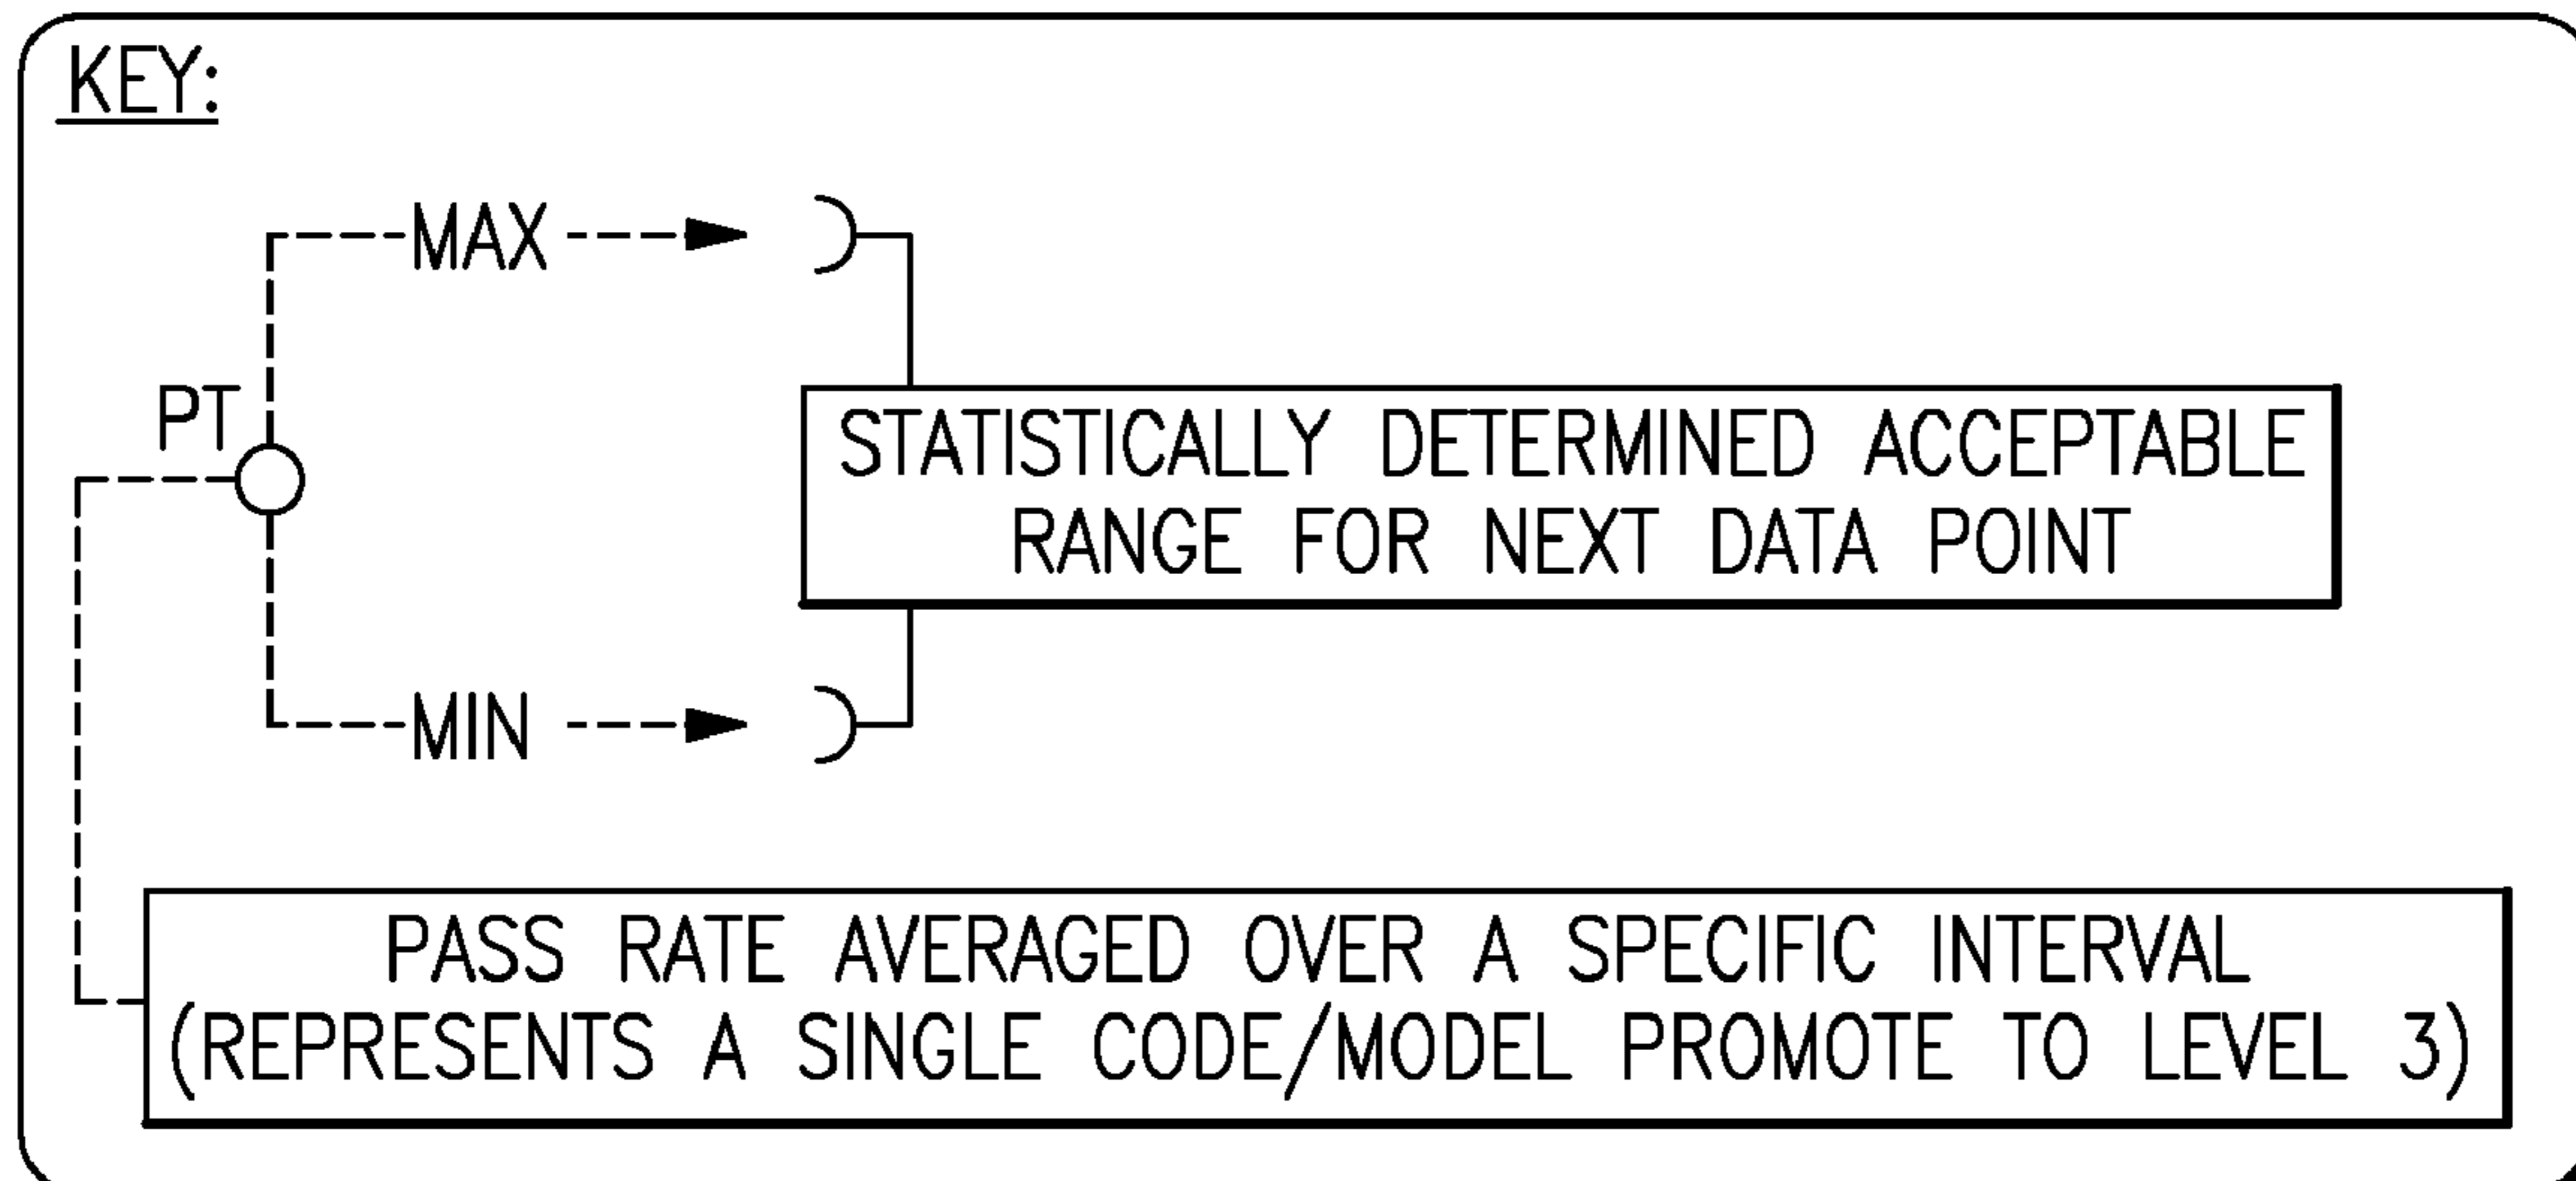 KEY:
MAX
PT
STATISTICALLY DETERMINED ACCEPTABLE
RANGE FOR NEXT DATA POINT
MIN
PASS RATE AVERAGED OVER A SPECIFIC INTERVAL
(REPRESENTS A SINGLE CODE/MODEL PROMOTE TO LEVEL 3)